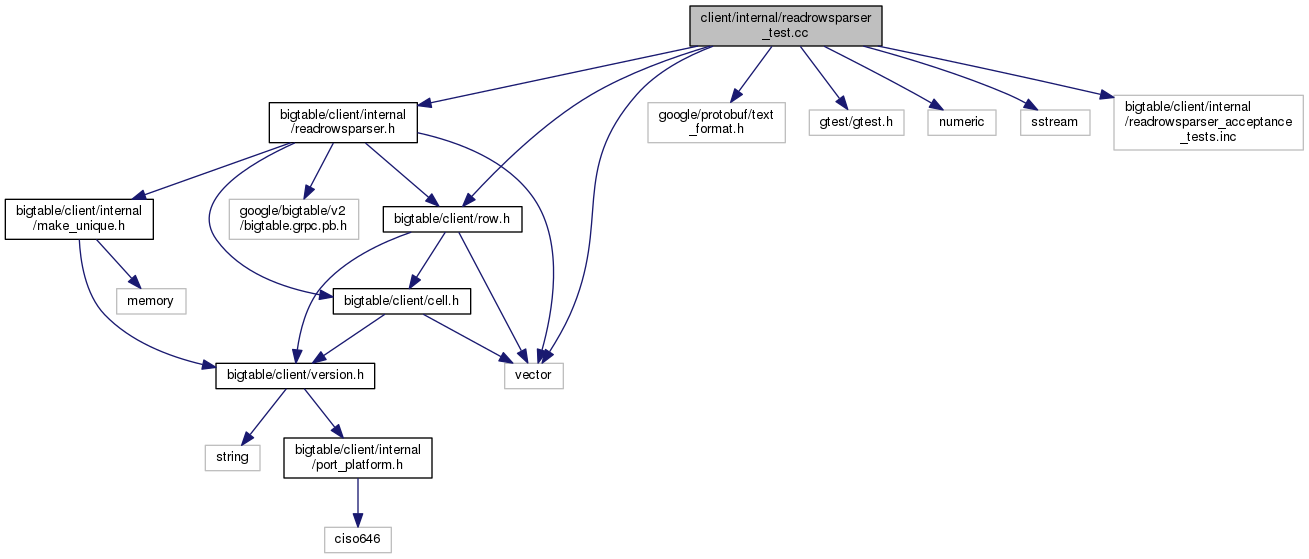 client/internal/readrowsparser
_test.cc
bigtable/client/internal
/readrowsparser.h
google/protobuf/text
_format.h
gtest/gtest.h
numeric
sstream
bigtable/client/internal
/readrowsparser_acceptance
_tests.inc
bigtable/client/internal
/make_unique.h
google/bigtable/v2
/bigtable.grpc.pb.h
bigtable/client/row.h
memory
bigtable/client/cell.h
bigtable/client/version.h
vector
string
bigtable/client/internal
/port_platform.h
ciso646